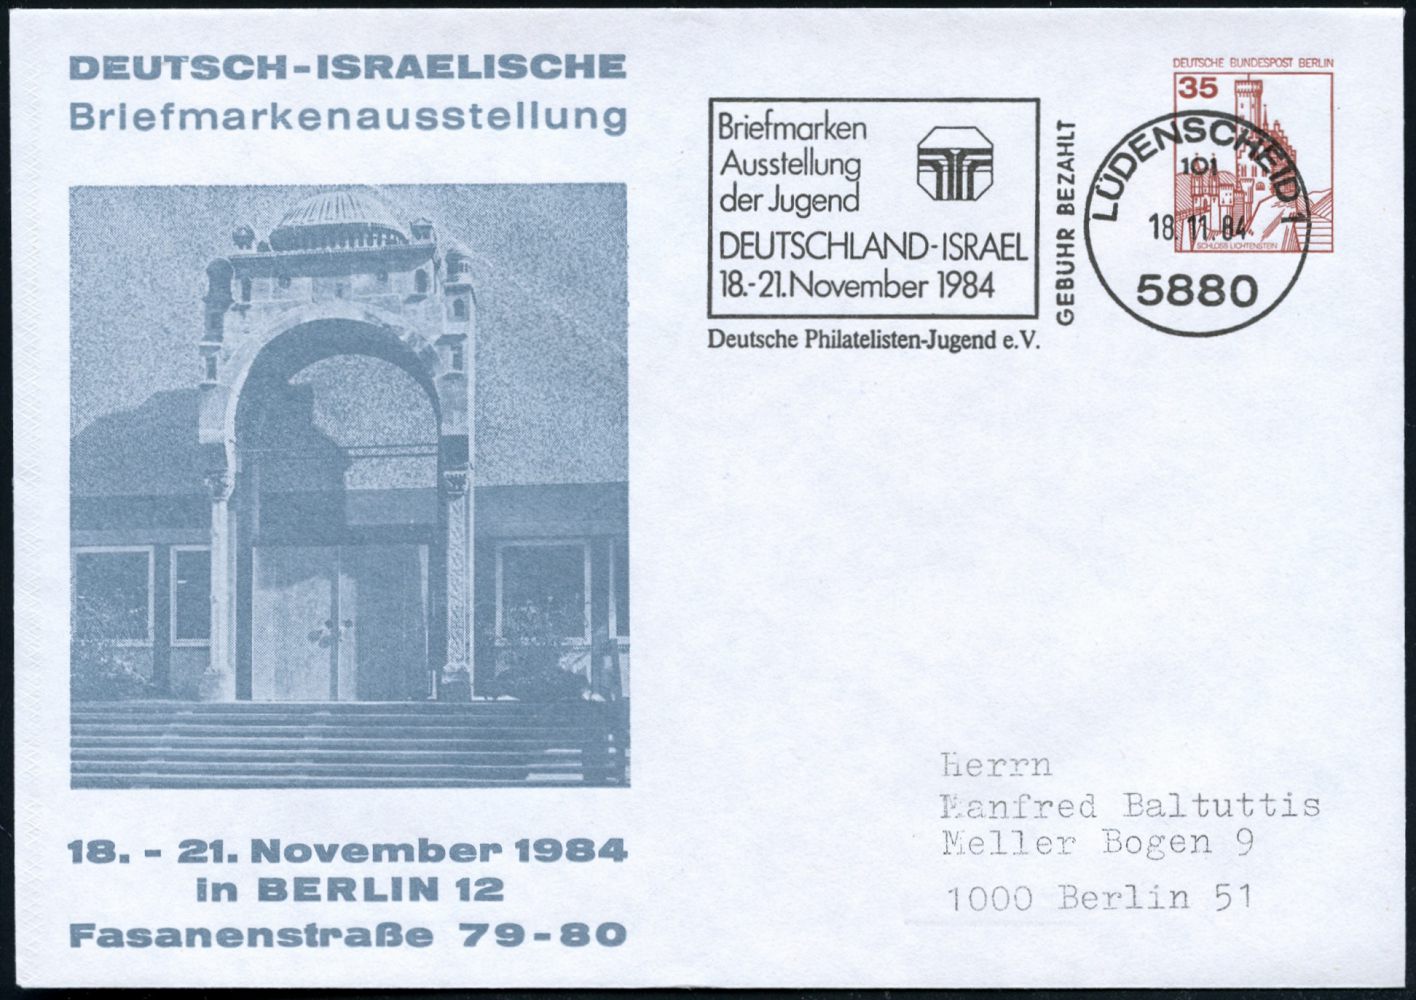 DEUTSCH-ISRAELISCHE
Briefmarkenausstellung
18. - 21. November 1984
in BERLIN 12
Fasanenstraße 79-80
Briefmarken
Ausstellung
der Jugend
DEUTSCHLAND-ISRAEL
18.-21. November 1984
Deutsche Philatelisten-Jugend e.V.
GEBÜHR BEZAHLT
LÜDENSCHEID 1
101
18.11.84
5880
DEUTSCHE BUNDESPOST BERLIN
35
SCHLOSS LICHTENSTEIN
Herrn
Manfred Baltuttis
Meller Bogen 9
1000 Berlin 51